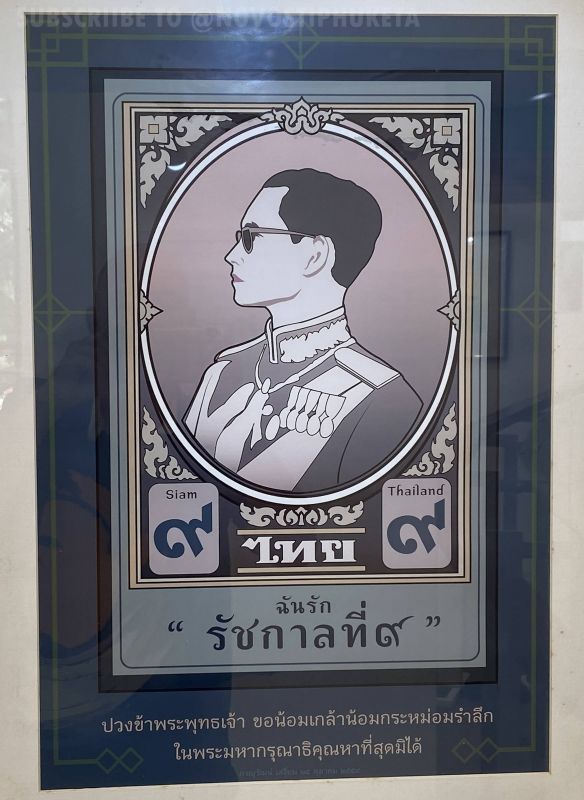 SUBSCRIBE TO @NOVOSTIPHUKETA
Siam
Thailand
๙
๙
ไทย
ฉันรัก
“ รัชกาลที่๙ ”
ปวงข้าพระพุทธเจ้า ขอน้อมเกล้าน้อมกระหม่อมรำลึก
ในพระมหากรุณาธิคุณหาที่สุดมิได้